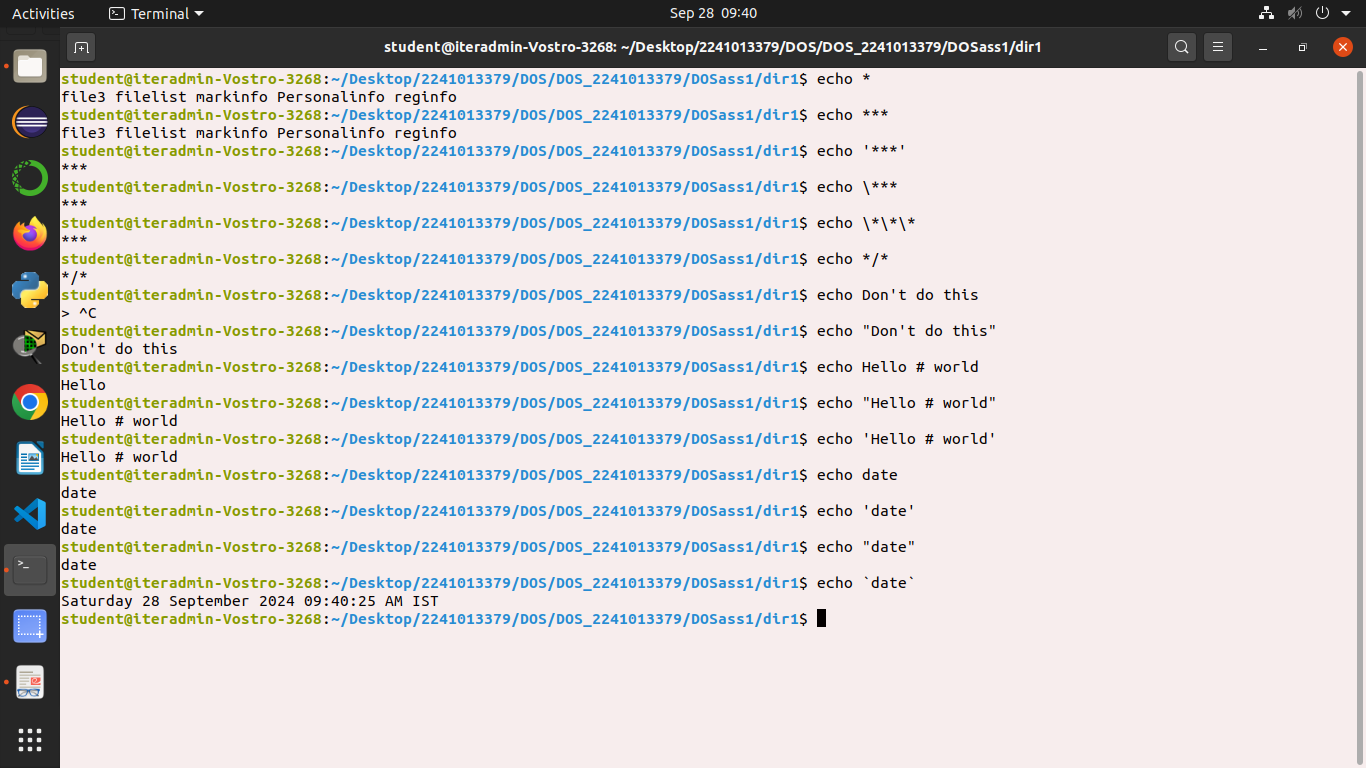 Activities Terminal Sep 28 09:40
student@iteradmin-Vostro-3268: ~/Desktop/2241013379/DOS/DOS_2241013379/DOSass1/dir1
student@iteradmin-Vostro-3268:~/Desktop/2241013379/DOS/DOS_2241013379/DOSass1/dir1$ echo *
file3 filelist markinfo Personalinfo reginfo
student@iteradmin-Vostro-3268:~/Desktop/2241013379/DOS/DOS_2241013379/DOSass1/dir1$ echo ***
file3 filelist markinfo Personalinfo reginfo
student@iteradmin-Vostro-3268:~/Desktop/2241013379/DOS/DOS_2241013379/DOSass1/dir1$ echo '***'
***
student@iteradmin-Vostro-3268:~/Desktop/2241013379/DOS/DOS_2241013379/DOSass1/dir1$ echo \***
***
student@iteradmin-Vostro-3268:~/Desktop/2241013379/DOS/DOS_2241013379/DOSass1/dir1$ echo \*\*\*
***
student@iteradmin-Vostro-3268:~/Desktop/2241013379/DOS/DOS_2241013379/DOSass1/dir1$ echo */*
*/*
student@iteradmin-Vostro-3268:~/Desktop/2241013379/DOS/DOS_2241013379/DOSass1/dir1$ echo Don't do this
> ^C
student@iteradmin-Vostro-3268:~/Desktop/2241013379/DOS/DOS_2241013379/DOSass1/dir1$ echo "Don't do this"
Don't do this
student@iteradmin-Vostro-3268:~/Desktop/2241013379/DOS/DOS_2241013379/DOSass1/dir1$ echo Hello # world
Hello
student@iteradmin-Vostro-3268:~/Desktop/2241013379/DOS/DOS_2241013379/DOSass1/dir1$ echo "Hello # world"
Hello # world
student@iteradmin-Vostro-3268:~/Desktop/2241013379/DOS/DOS_2241013379/DOSass1/dir1$ echo 'Hello # world'
Hello # world
student@iteradmin-Vostro-3268:~/Desktop/2241013379/DOS/DOS_2241013379/DOSass1/dir1$ echo date
date
student@iteradmin-Vostro-3268:~/Desktop/2241013379/DOS/DOS_2241013379/DOSass1/dir1$ echo 'date'
date
student@iteradmin-Vostro-3268:~/Desktop/2241013379/DOS/DOS_2241013379/DOSass1/dir1$ echo "date"
date
student@iteradmin-Vostro-3268:~/Desktop/2241013379/DOS/DOS_2241013379/DOSass1/dir1$ echo `date`
Saturday 28 September 2024 09:40:25 AM IST
student@iteradmin-Vostro-3268:~/Desktop/2241013379/DOS/DOS_2241013379/DOSass1/dir1$